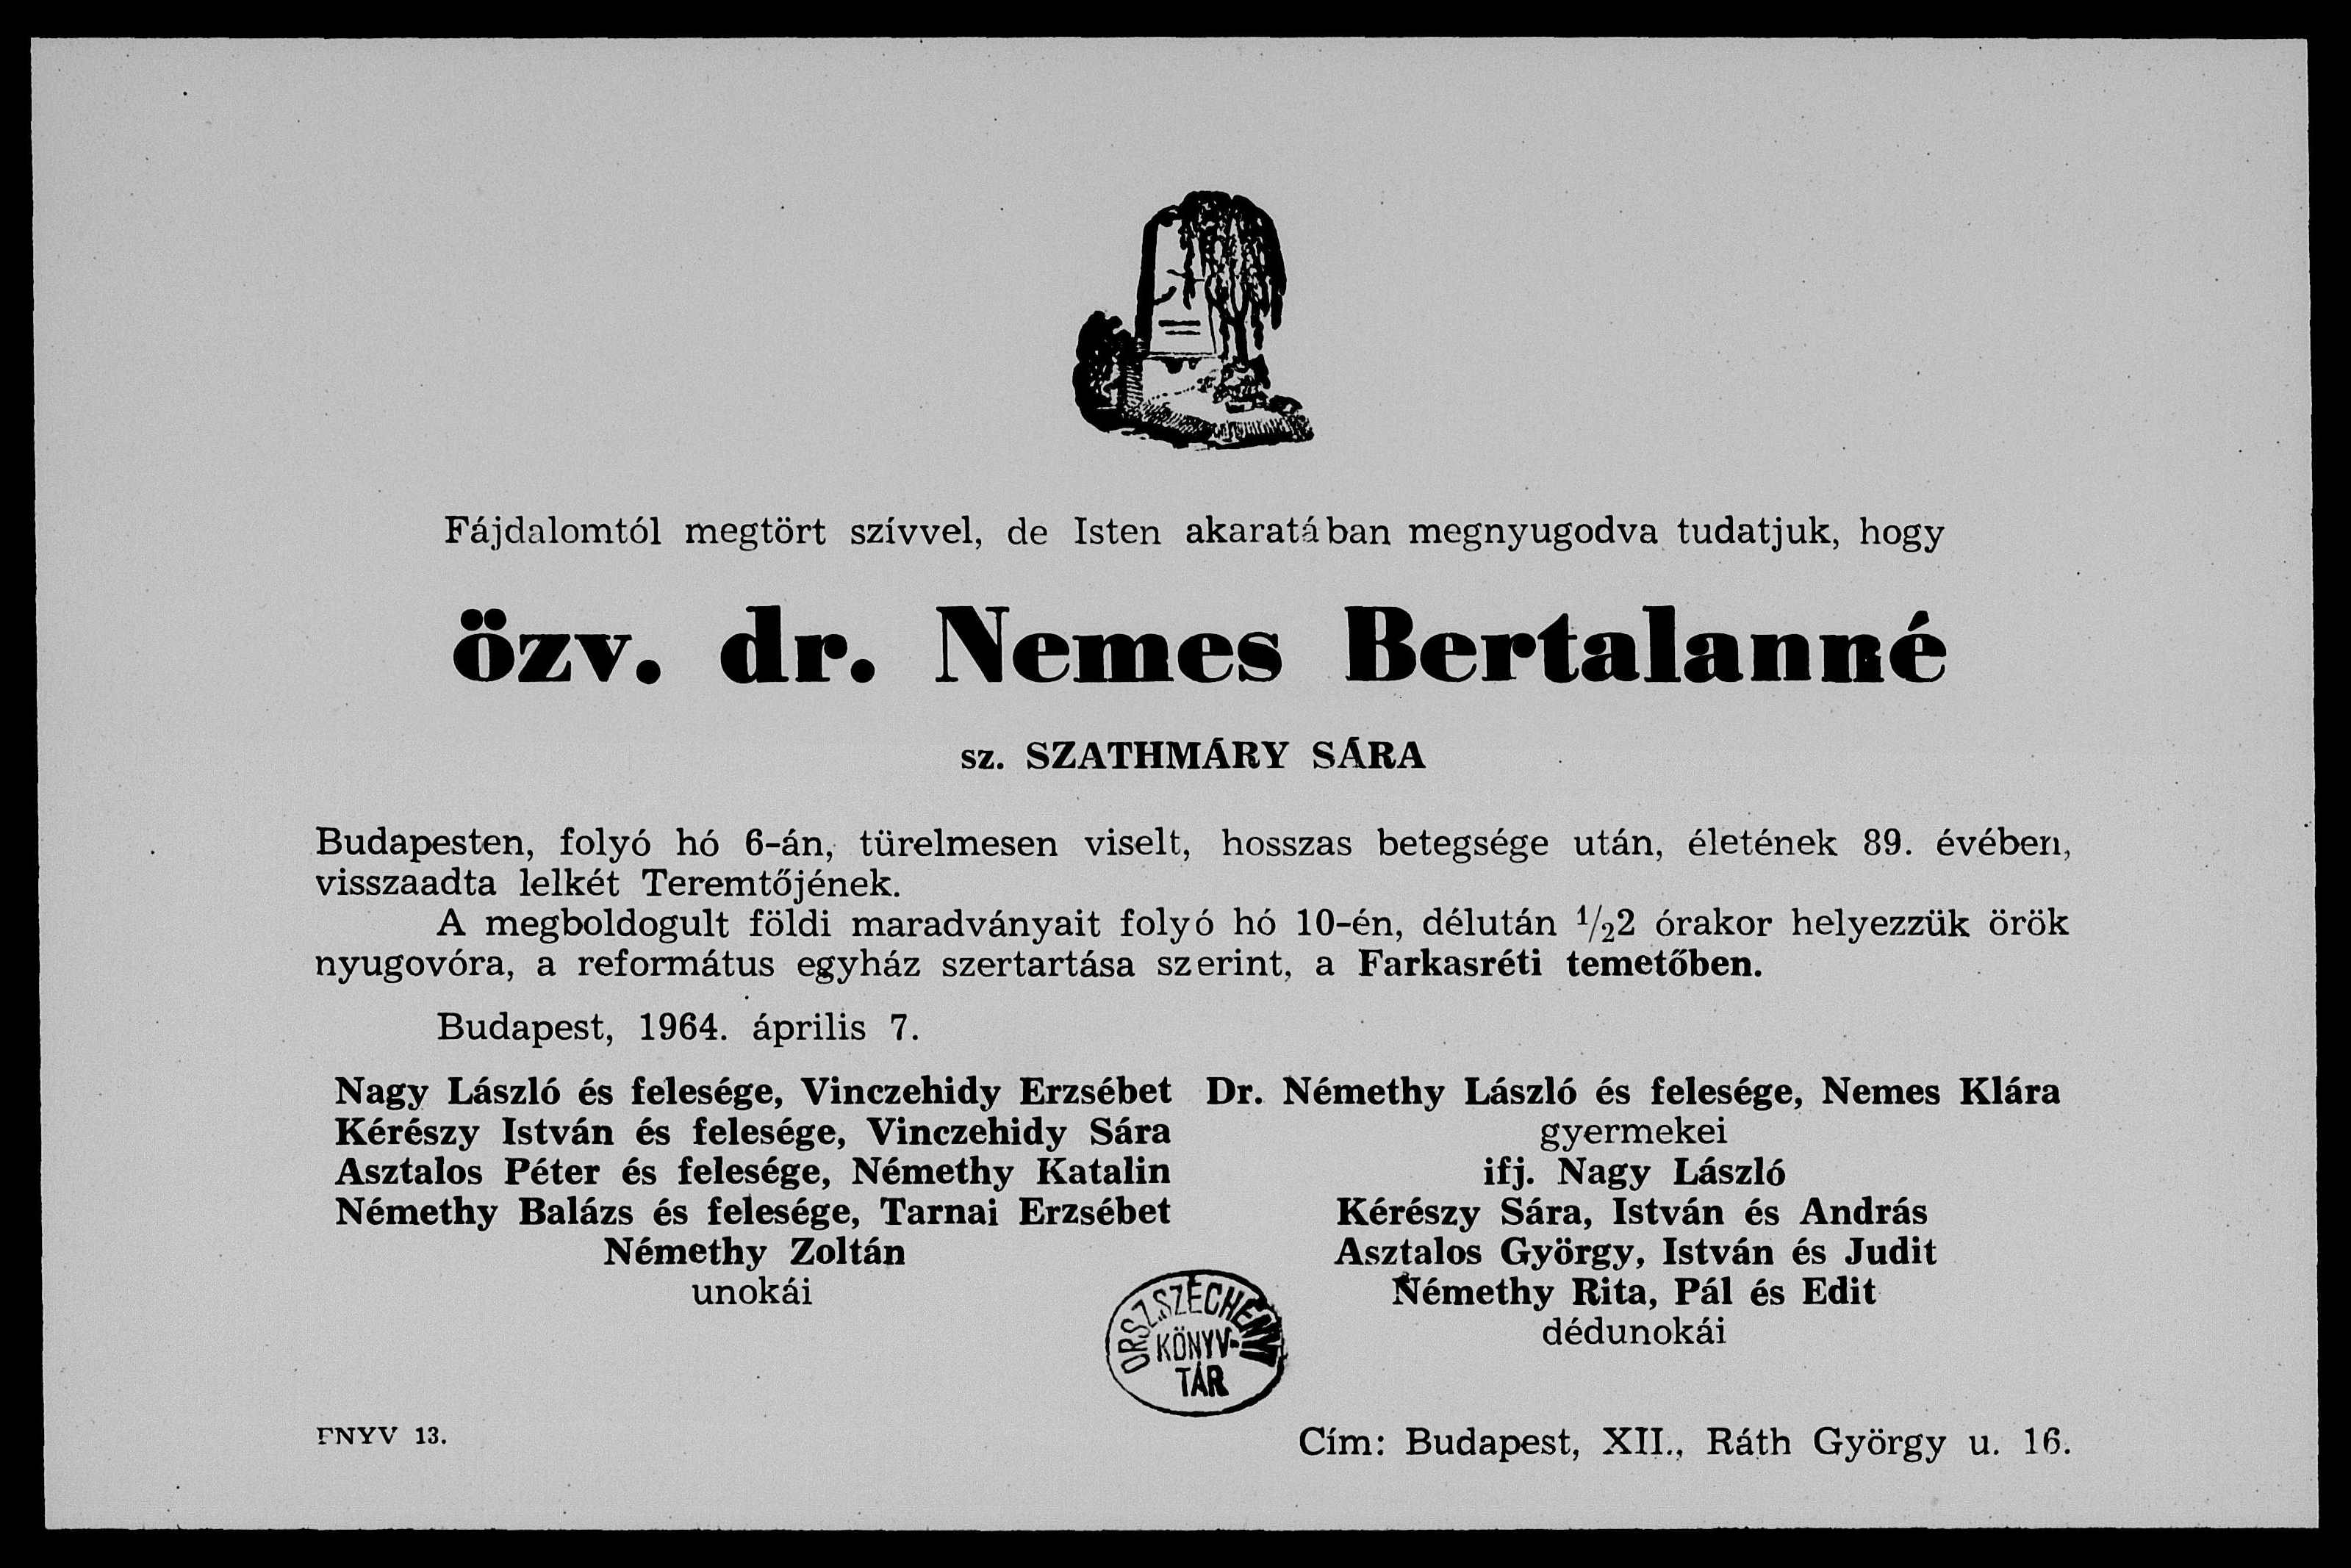 Fájdalomtól megtört szívvel, de Isten akaratában megnyugodva tudatjuk, hogy
özv. dr. Nemes Bertalanné
sz. SZATHMÁRY SÁRA
Budapesten, folyó hó 6-án, türelmesen viselt, hosszas betegsége után, életének 89. évében,
visszaadta lelkét Teremtőjének.
A megboldogult földi maradványait folyó hó 10-én, délután 1/22 órakor helyezzük örök
nyugovóra, a református egyház szertartása szerint, a Farkasréti temetőben.
Budapest, 1964. április 7.
Nagy László és felesége, Vinczehidy Erzsébet
Kérészy István és felesége, Vinczehidy Sára
Asztalos Péter és felesége, Némethy Katalin
Némethy Balázs és felesége, Tarnai Erzsébet
Némethy Zoltán
unokái
Dr. Némethy László és felesége, Nemes Klára
gyermekei
ifj. Nagy László
Kérészy Sára, István és András
Asztalos György, István és Judit
Némethy Rita, Pál és Edit
dédunokái
ORSZ. SZÉCHÉNYI
KÖNYV-
TÁR
FNYV 13.
Cím: Budapest, XII., Ráth György u. 16.